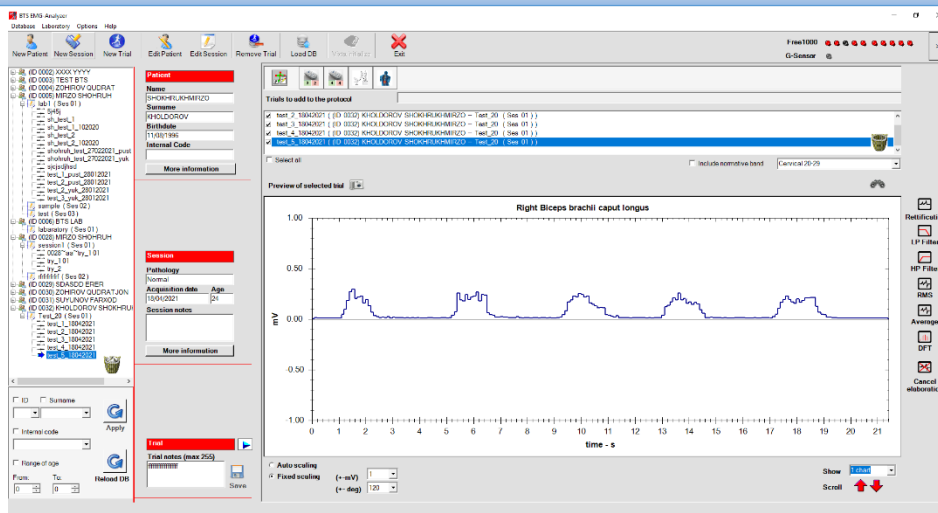 BTS EMG-Analyzer
Database Laboratory Options Help
New Patient New Session New Trial Edit Patient Edit Session Remove Trial Load DB Exit
Free1000
G-Sensor
(ID 0002) XXXX YYYY
(ID 0003) TEST BTS
(ID 0004) ZOHIROV QUDRAT
(ID 0005) MIRZO SHOHRUH
lab1 ( Ses 01 )
5j45j
sh_test_1
sh_test_1_102020
sh_test_2
sh_test_2_102020
shohruh_test_27022021_pust
shohruh_test_27022021_yuk
sjcjsdjhsd
test_1_pust_28012021
test_2_pust_28012021
test_2_yuk_28012021
test_3_yuk_28012021
sample ( Ses 02 )
test ( Ses 03 )
(ID 0006) BTS LAB
labaratory ( Ses 01 )
(ID 0028) MIRZO SHOHRUH
session1 ( Ses 01 )
try_1 01
try_2
( Ses 02 )
(ID 0029) SDASDD ERER
(ID 0030) ZOHIROV QUDRATJON
(ID 0031) SUYUNOV FARXOD
(ID 0032) KHOLDOROV SHOKHRU
Test_20 ( Ses 01 )
test_1_18042021
test_2_18042021
test_3_18042021
test_4_18042021
test_5_18042021
ID Surname
Apply
Internal code
Range of age
From: To: Reload DB
0 0
Patient
Name
SHOKHRUKHMIRZO
Surname
KHOLDOROV
Birthdate
11/08/1996
Internal Code
More information
Session
Pathology
Normal
Acquisition date Age
18/04/2021 24
Session notes
More information
Trial
Trial notes (max 255)
Save
Trials to add to the protocol
test_2_18042021 ( (ID 0032) KHOLDOROV SHOKHRUKHMIRZO -- Test_20 ( Ses 01 ) )
test_3_18042021 ( (ID 0032) KHOLDOROV SHOKHRUKHMIRZO -- Test_20 ( Ses 01 ) )
test_4_18042021 ( (ID 0032) KHOLDOROV SHOKHRUKHMIRZO -- Test_20 ( Ses 01 ) )
test_5_18042021 ( (ID 0032) KHOLDOROV SHOKHRUKHMIRZO -- Test_20 ( Ses 01 ) )
Select all
Include normative band Cervical 20-29
Preview of selected trial
Right Biceps brachii caput longus
1.00
0.50
0.00
-0.50
-1.00
mV
0 1 2 3 4 5 6 7 8 9 10 11 12 13 14 15 16 17 18 19 20 21
time - s
Auto scaling
Fixed scaling
(+-mV) 1
(+-deg) 120
Show 1 chart
Scroll
Rettificati
LP Filter
HP Filte
RMS
Average
DFT
Cancel
elaboratio